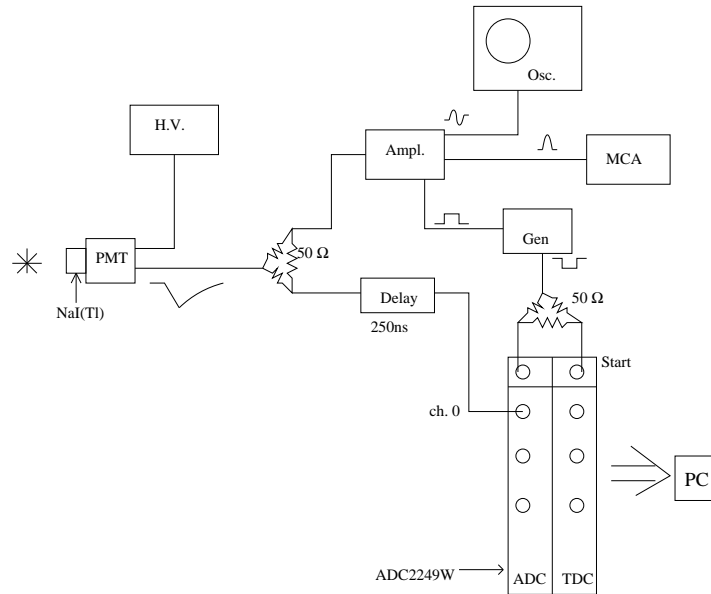 Osc.
H.V.
Ampl.
MCA
Gen
PMT
50 Ω
NaI(Tl)
Delay
250ns
50 Ω
Start
ch. 0
PC
ADC2249W
ADC
TDC